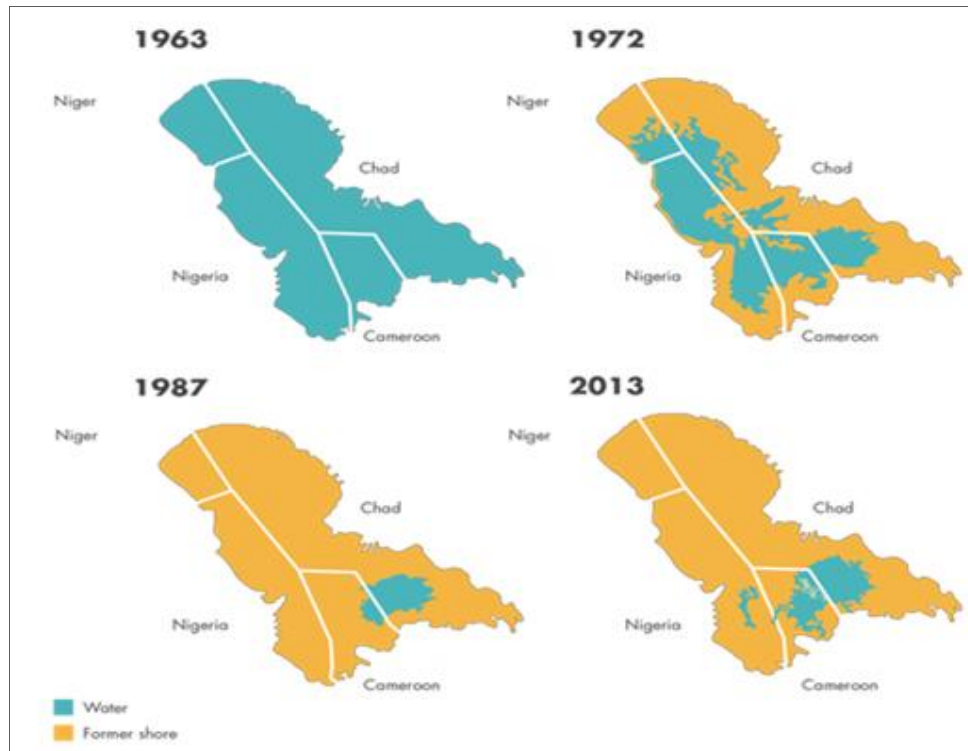 1963
Niger
Chad
Nigeria
Cameroon
1972
Niger
Chad
Nigeria
Cameroon
1987
Niger
Chad
Nigeria
Cameroon
2013
Niger
Chad
Nigeria
Cameroon
Water
Former shore